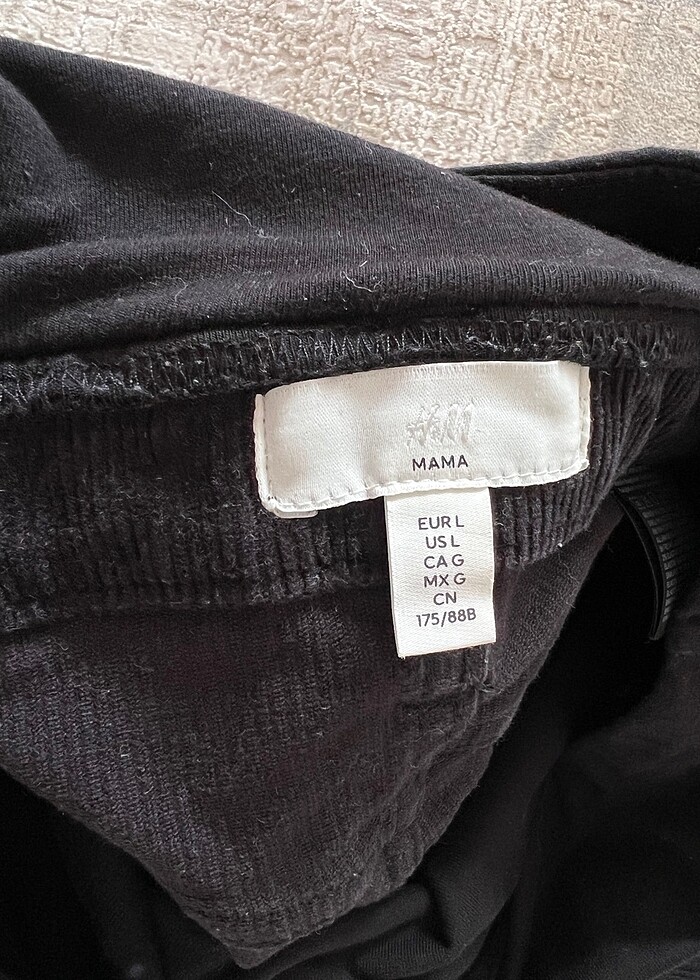 H&M
MAMA
EUR L
US L
CA G
MX G
CN
175/88B